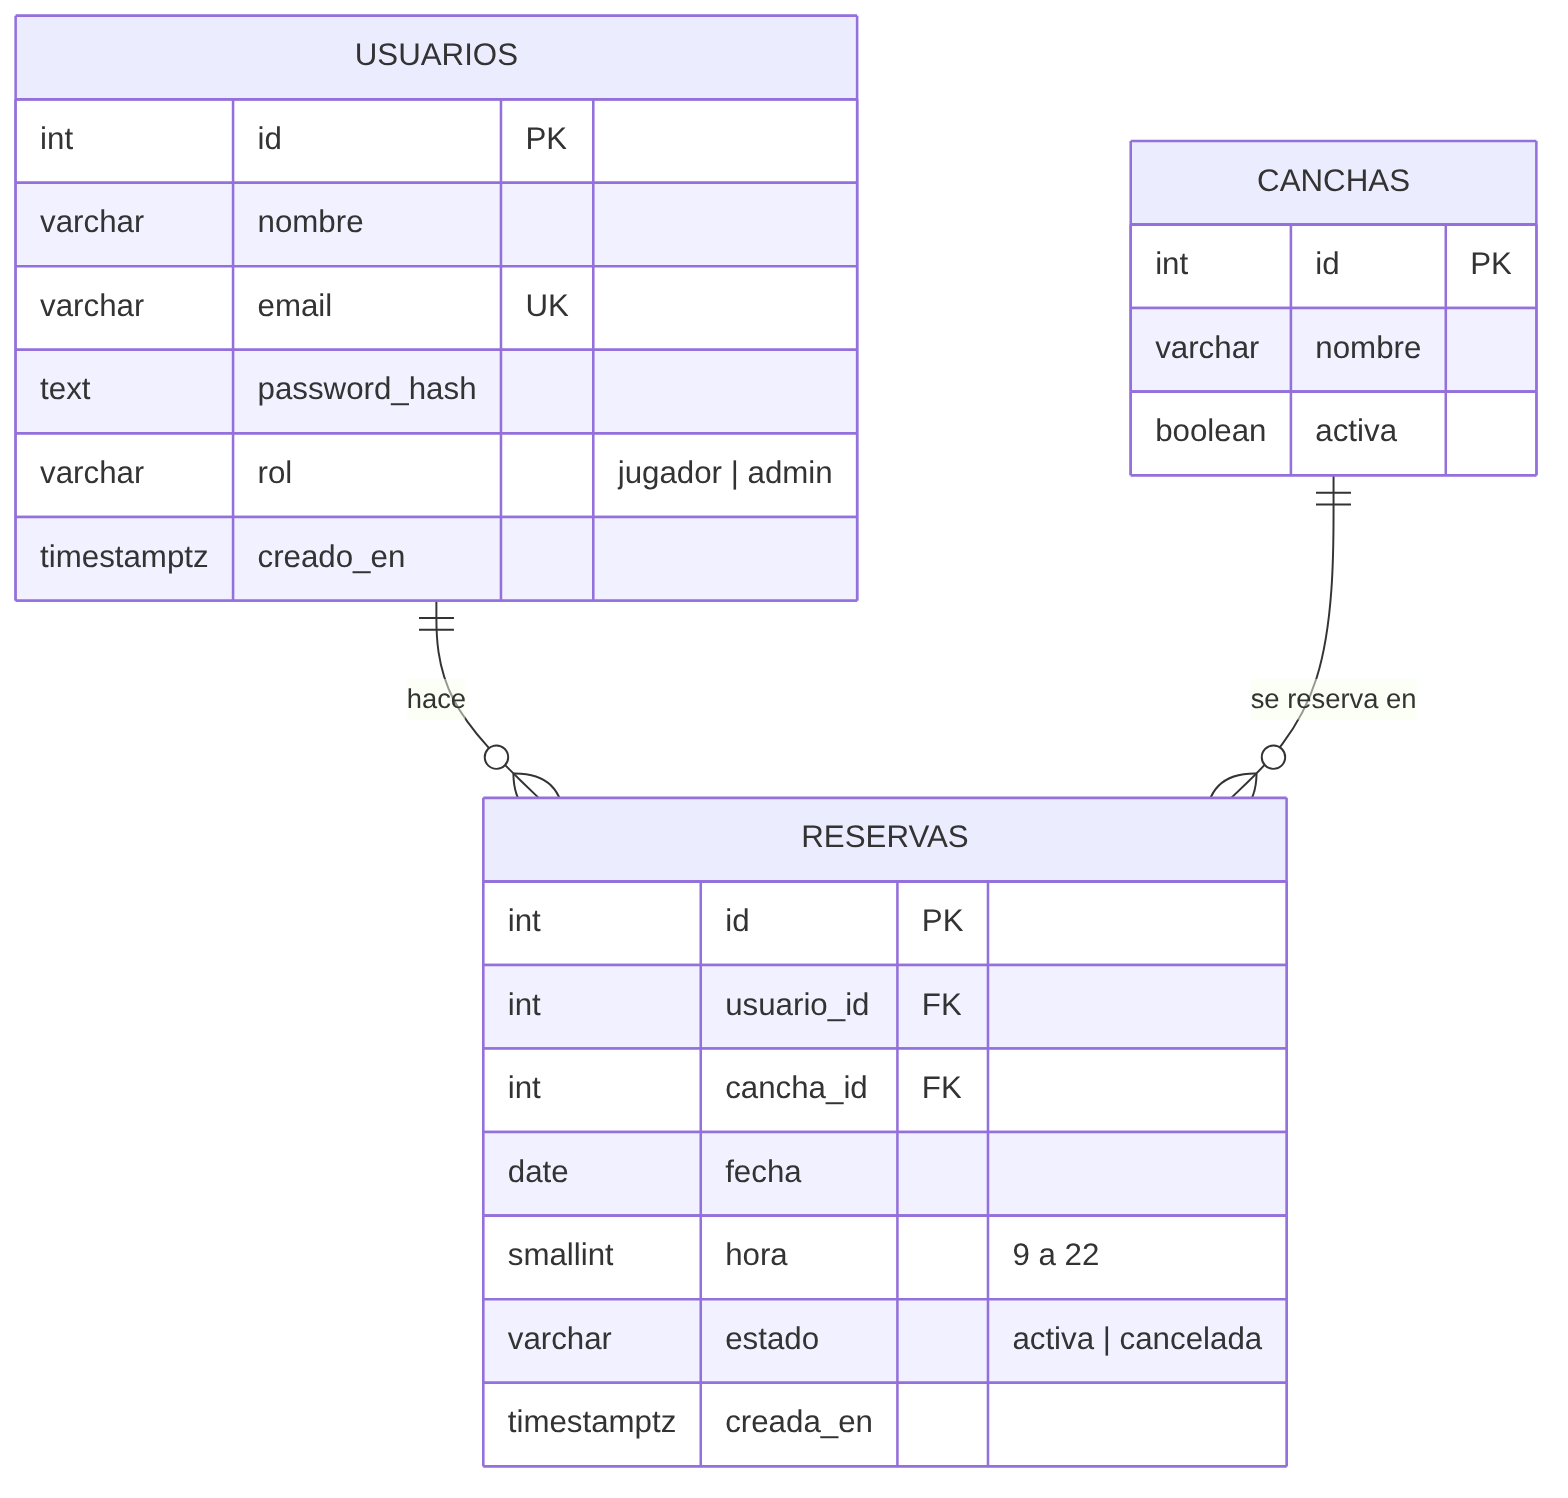 USUARIOS
int id PK
varchar nombre
varchar email UK
text password_hash
varchar rol jugador | admin
timestamptz creado_en
CANCHAS
int id PK
varchar nombre
boolean activa
hace
se reserva en
RESERVAS
int id PK
int usuario_id FK
int cancha_id FK
date fecha
smallint hora 9 a 22
varchar estado activa | cancelada
timestamptz creada_en